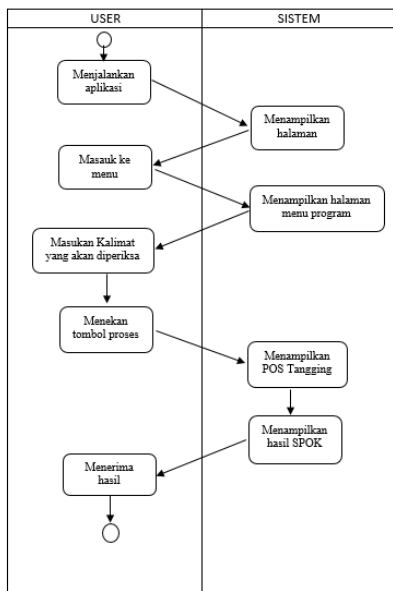 USER
SISTEM
Menjalankan
aplikasi
Menampilkan
halaman
Masauk ke
menu
Menampilkan halaman
menu program
Masukan Kalimat
yang akan diperiksa
Menekan
tombol proses
Menampilkan
POS Tangging
Menampilkan
hasil SPOK
Menerima
hasil